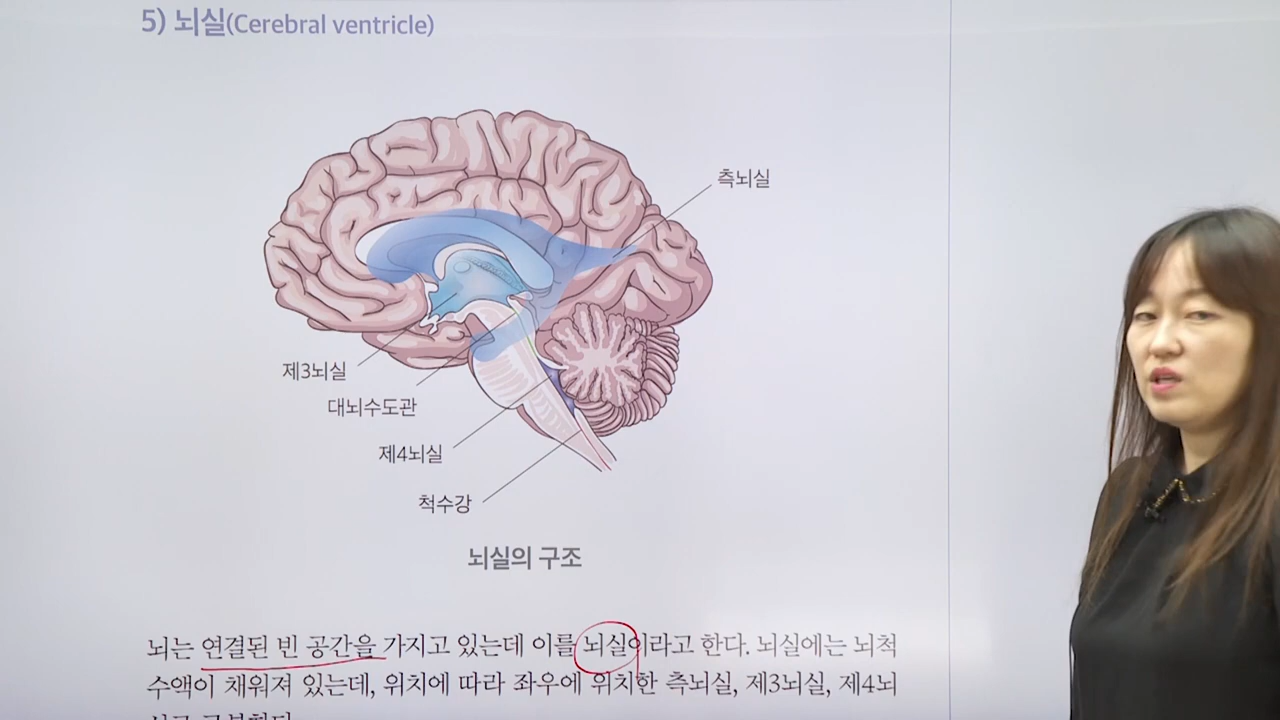 5) 뇌실(Cerebral ventricle)
측뇌실
제3뇌실
대뇌수도관
제4뇌실
척수강
뇌실의 구조
뇌는 연결된 빈 공간을 가지고 있는데 이를 뇌실이라고 한다. 뇌실에는 뇌척
수액이 채워져 있는데, 위치에 따라 좌우에 위치한 측뇌실, 제3뇌실, 제4뇌